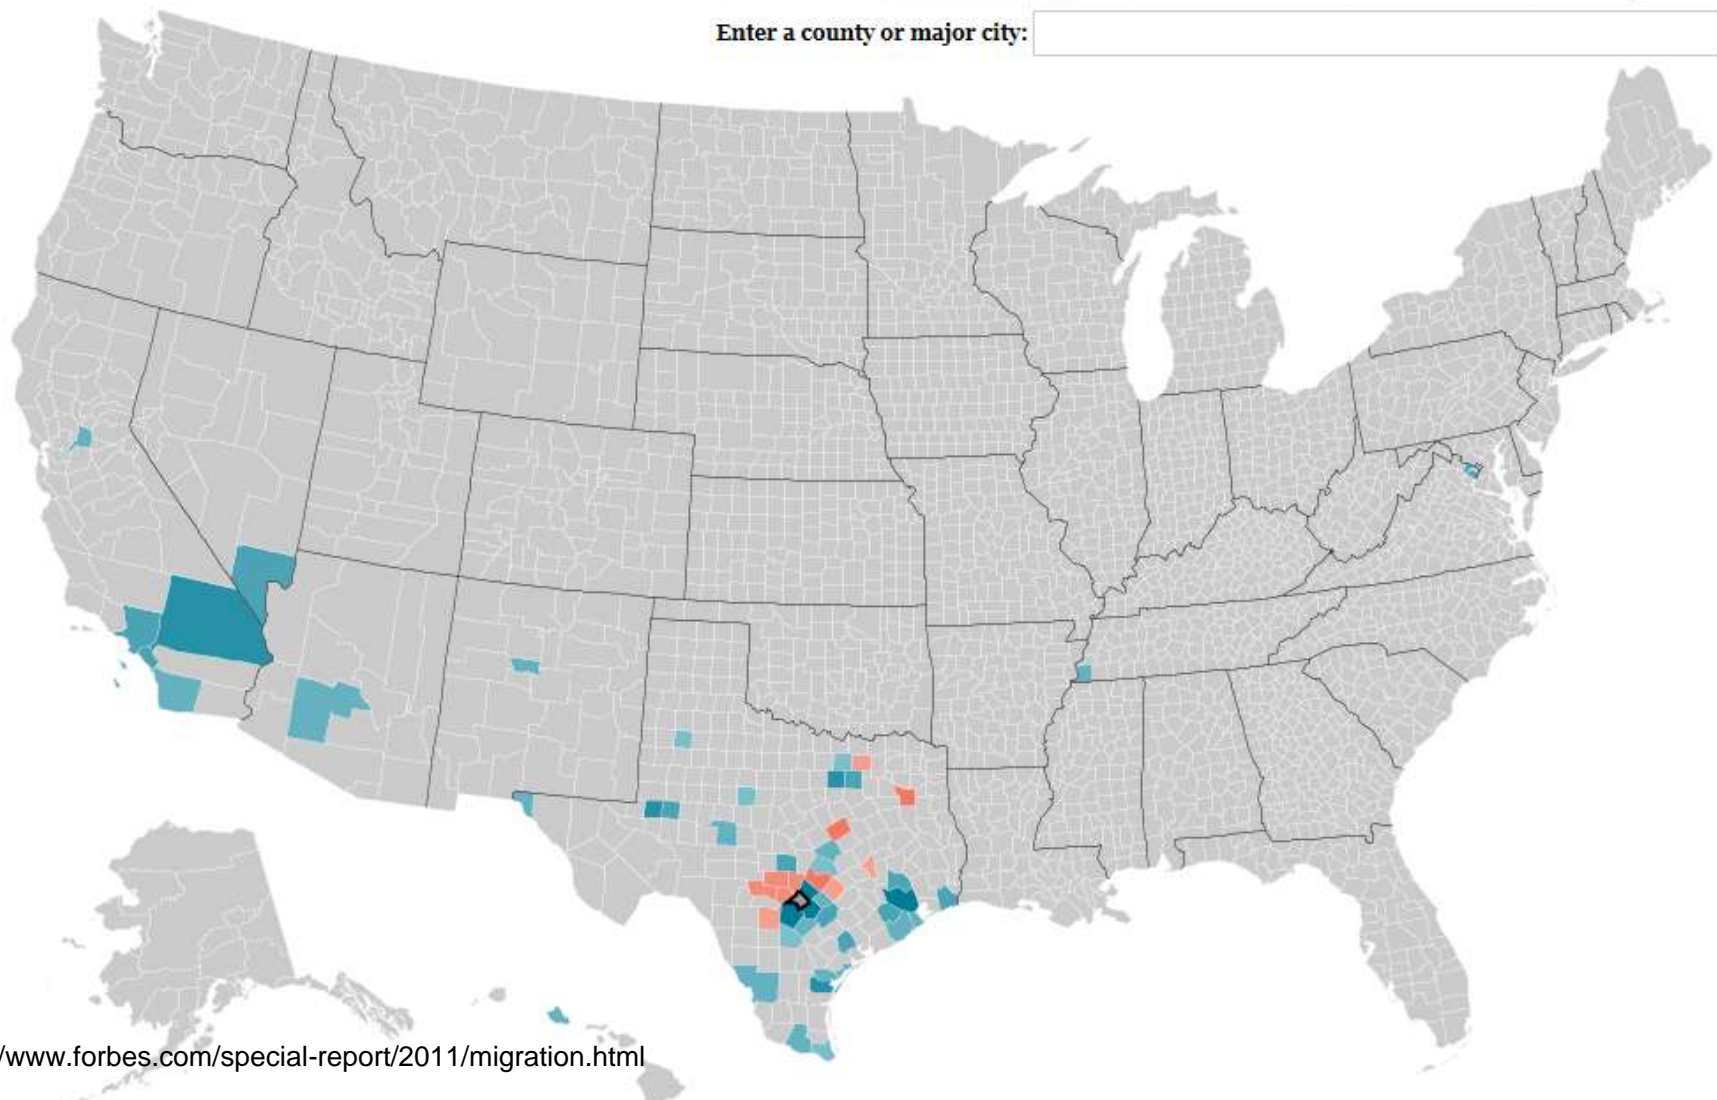 Enter a county or major city:
/www.forbes.com/special-report/2011/migration.html